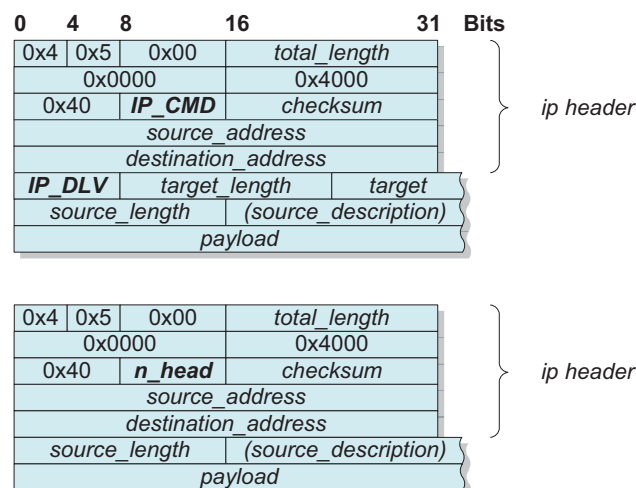 0 4 8 16 31 Bits
0x4 0x5 0x00 total_length
0x0000 0x4000
0x40 IP_CMD checksum
ip header
source_address
destination_address
IP_DLV target_length target
source_length (source_description)
payload
0x4 0x5 0x00 total_length
0x0000 0x4000
0x40 n_head checksum
ip header
source_address
destination_address
source_length (source_description)
payload